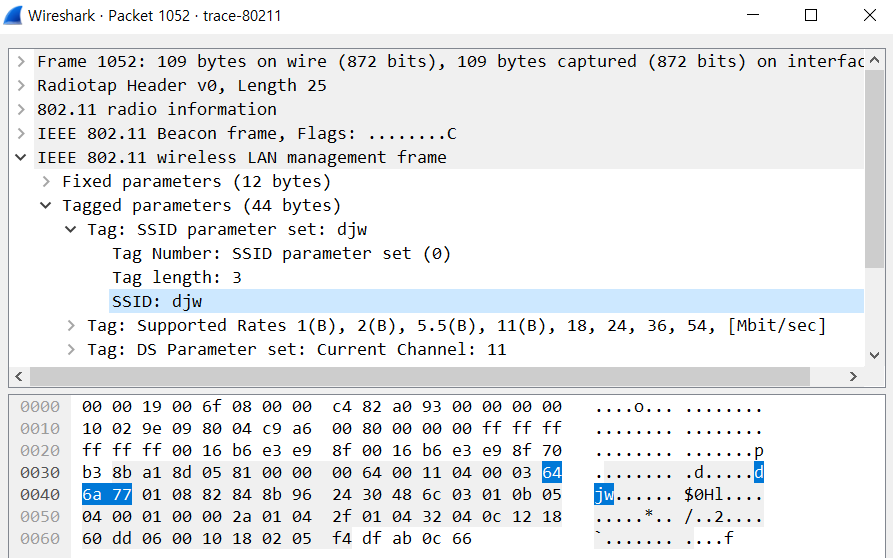 Wireshark · Packet 1052 · trace-80211
Frame 1052: 109 bytes on wire (872 bits), 109 bytes captured (872 bits) on interfac
Radiotap Header v0, Length 25
802.11 radio information
IEEE 802.11 Beacon frame, Flags: ........C
IEEE 802.11 wireless LAN management frame
Fixed parameters (12 bytes)
Tagged parameters (44 bytes)
Tag: SSID parameter set: djw
Tag Number: SSID parameter set (0)
Tag length: 3
SSID: djw
Tag: Supported Rates 1(B), 2(B), 5.5(B), 11(B), 18, 24, 36, 54, [Mbit/sec]
Tag: DS Parameter set: Current Channel: 11
0000 00 00 19 00 6f 08 00 00 c4 82 a0 93 00 00 00 00 ....o... ........
0010 10 02 9e 09 80 04 c9 a6 00 80 00 00 00 ff ff ff ........ ........
0020 ff ff ff 00 16 b6 e3 e9 8f 00 16 b6 e3 e9 8f 70 ........ .......p
0030 b3 8b a1 8d 05 81 00 00 00 64 00 11 04 00 03 64 ........ .d.....d
0040 6a 77 01 08 82 84 8b 96 24 30 48 6c 03 01 0b 05 jw...... $0Hl....
0050 04 00 01 00 00 2a 01 04 2f 01 04 32 04 0c 12 18 .....*.. /..2....
0060 60 dd 06 00 10 18 02 05 f4 df ab 0c 66 `....... ....f